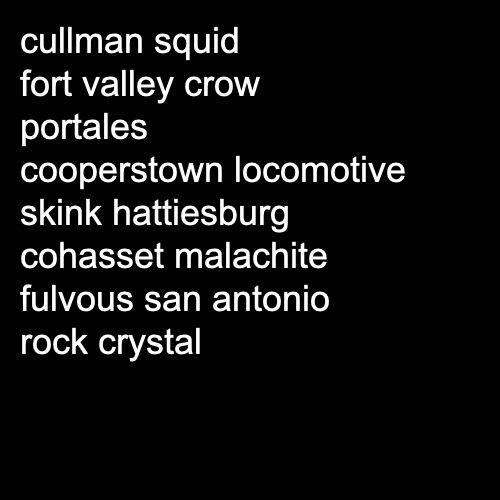 cullman squid
fort valley crow
portales
cooperstown locomotive
skink hattiesburg
cohasset malachite
fulvous san antonio
rock crystal